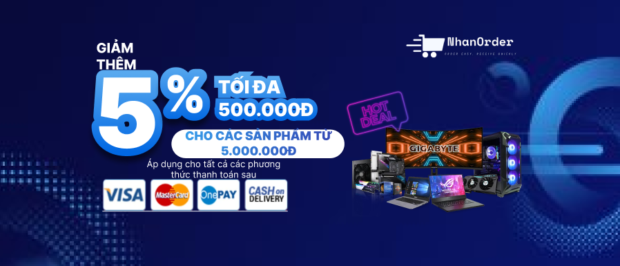 GIẢM
THÊM
5%
TỐI ĐA
500.000Đ
CHO CÁC SẢN PHẨM TỪ
5.000.000Đ
Áp dụng cho tất cả các phương
thức thanh toán sau
VISA
MasterCard
OnePAY
CASH on
DELIVERY
NhanOrder
HOT
DEAL
GIGABYTE